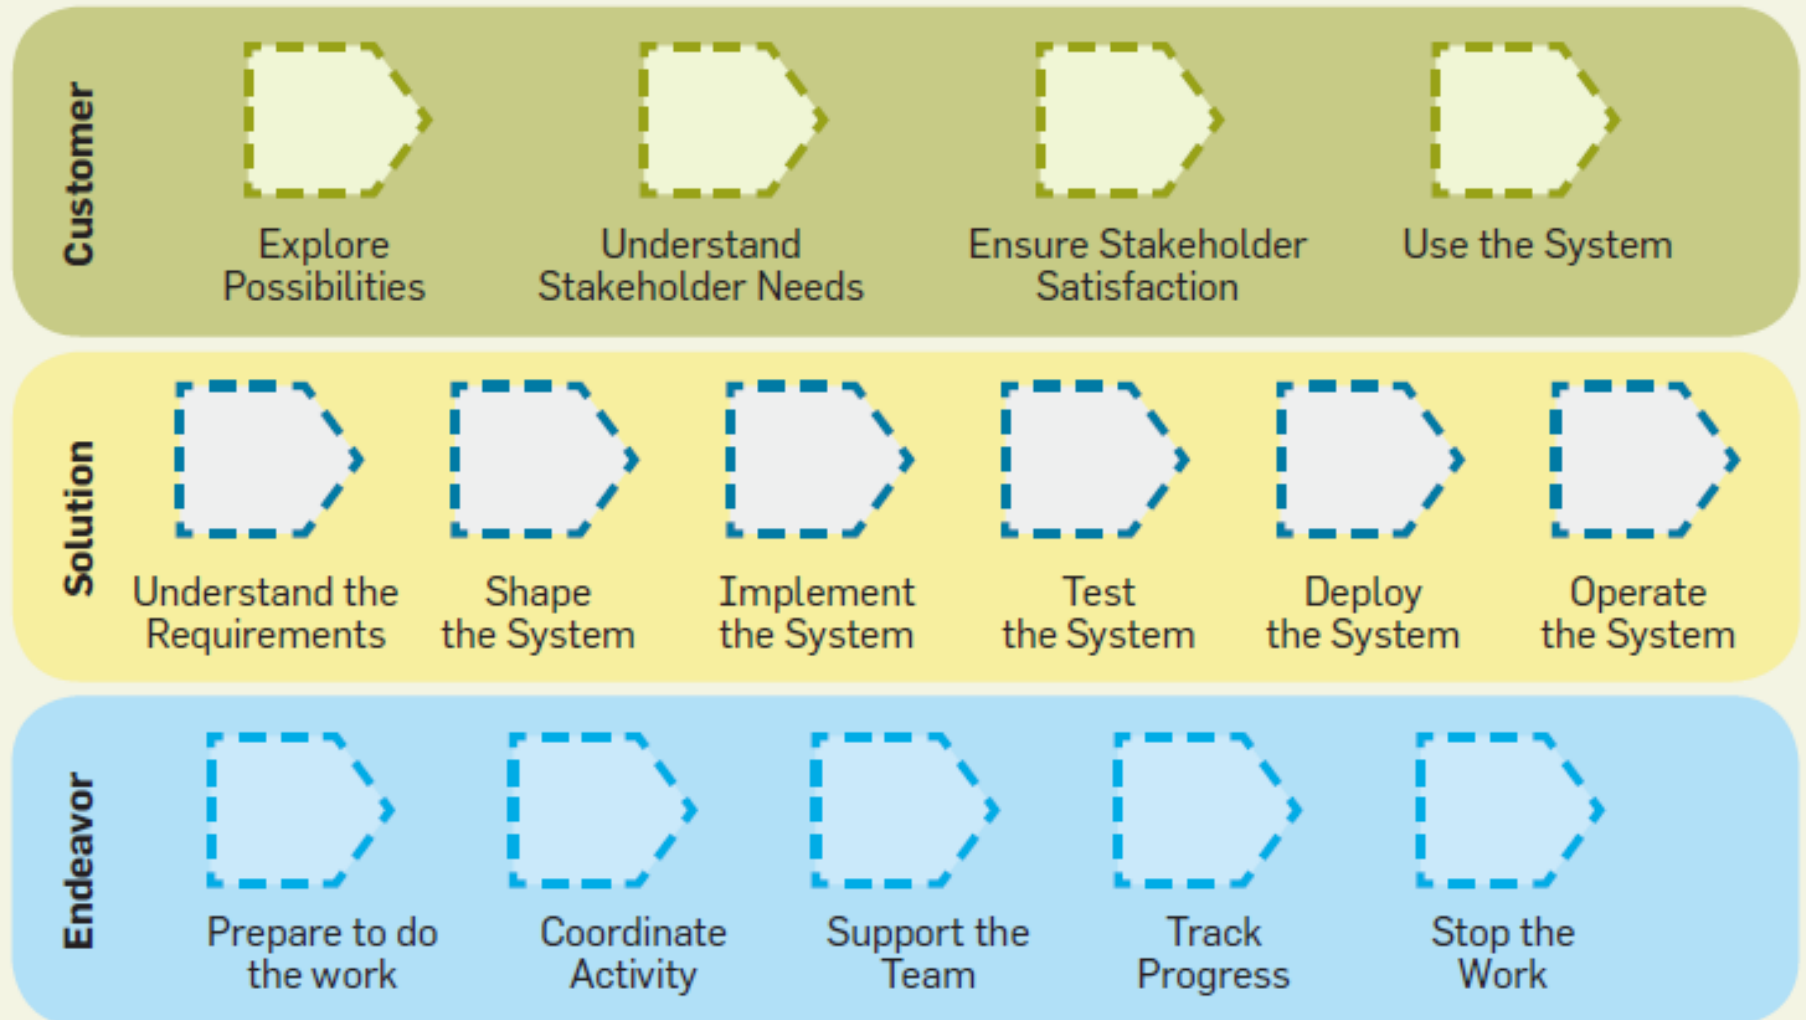 Customer
Explore
Possibilities
Understand
Stakeholder Needs
Ensure Stakeholder
Satisfaction
Use the System
Solution
Understand the
Requirements
Shape
the System
Implement
the System
Test
the System
Deploy
the System
Operate
the System
Endeavor
Prepare to do
the work
Coordinate
Activity
Support the
Team
Track
Progress
Stop the
Work